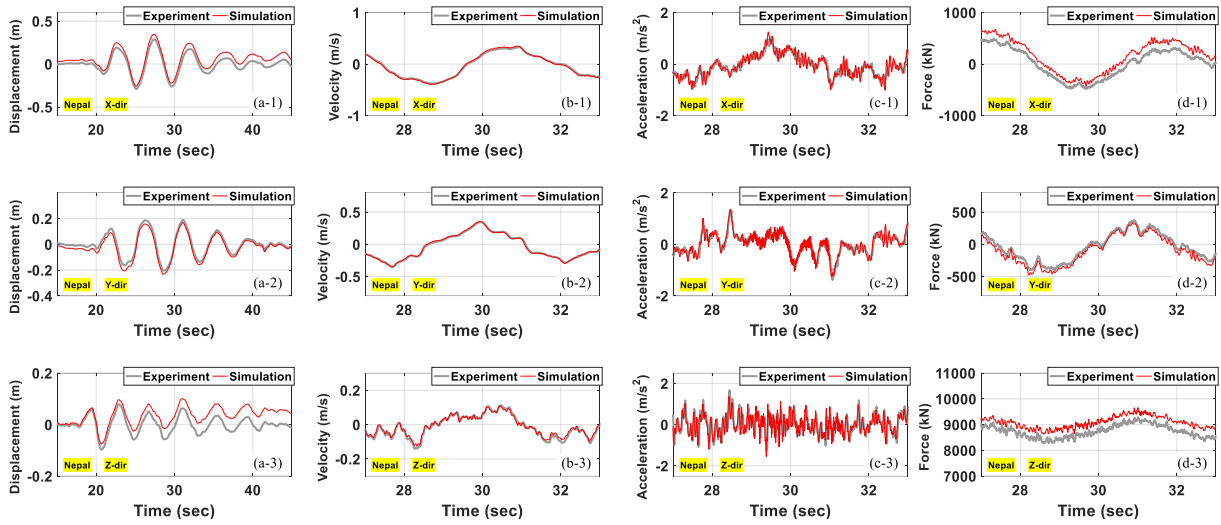 Experiment Simulation
Displacement (m)
0.5
0
-0.5
Nepal X-dir (a-1)
20 30 40
Time (sec)
Experiment Simulation
Velocity (m/s)
1
0
-1
Nepal X-dir (b-1)
28 30 32
Time (sec)
Experiment Simulation
Acceleration (m/s²)
2
0
-2
Nepal X-dir (c-1)
28 30 32
Time (sec)
Experiment Simulation
Force (kN)
1000
0
-1000
Nepal X-dir (d-1)
28 30 32
Time (sec)
Experiment Simulation
Displacement (m)
0.2
0
-0.2
-0.4
Nepal Y-dir (a-2)
20 30 40
Time (sec)
Experiment Simulation
Velocity (m/s)
0.5
0
-0.5
Nepal Y-dir (b-2)
28 30 32
Time (sec)
Experiment Simulation
Acceleration (m/s²)
2
0
-2
Nepal Y-dir (c-2)
28 30 32
Time (sec)
Experiment Simulation
Force (kN)
500
0
-500
Nepal Y-dir (d-2)
28 30 32
Time (sec)
Experiment Simulation
Displacement (m)
0.2
0
-0.2
Nepal Z-dir (a-3)
20 30 40
Time (sec)
Experiment Simulation
Velocity (m/s)
0.2
0
-0.2
Nepal Z-dir (b-3)
28 30 32
Time (sec)
Experiment Simulation
Acceleration (m/s²)
2
0
-2
Nepal Z-dir (c-3)
28 30 32
Time (sec)
Experiment Simulation
Force (kN)
11000
10000
9000
8000
7000
Nepal Z-dir (d-3)
28 30 32
Time (sec)